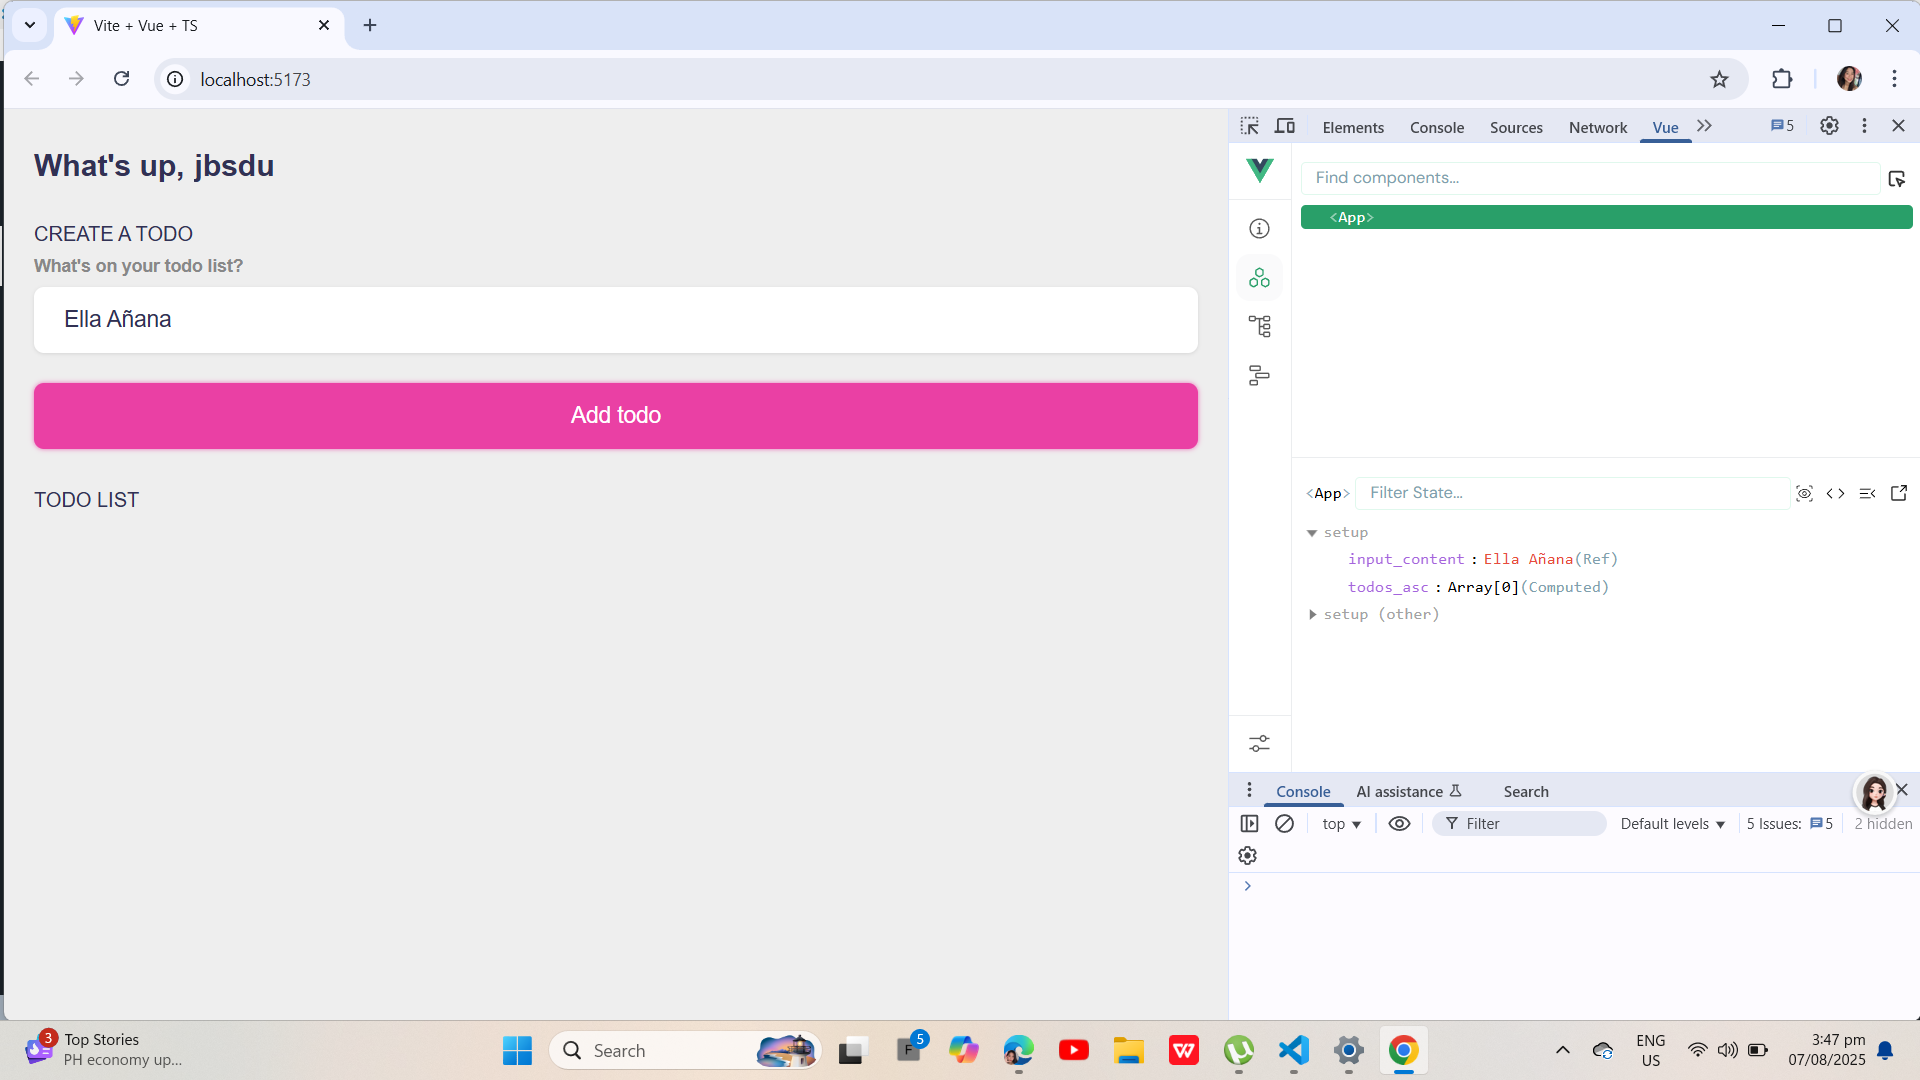 Vite + Vue + TS
localhost:5173
What's up, jbsdu
CREATE A TODO
What's on your todo list?
Ella Añana
Add todo
TODO LIST
Elements Console Sources Network Vue 5
Find components...
<App>
<App> Filter State...
setup
input_content : Ella Añana(Ref)
todos_asc : Array[0](Computed)
setup (other)
Console AI assistance Search
top Filter Default levels 5 Issues: 5 2 hidden
3 Top Stories
PH economy up...
Search
F 5
W
ENG
US
3:47 pm
07/08/2025